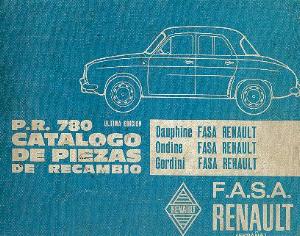 P.R. 780 ULTIMA EDICION
CATALOGO
DE PIEZAS
DE RECAMBIO
Dauphine FASA RENAULT
Ondine FASA RENAULT
Gordini FASA RENAULT
RENAULT
F.A.S.A.
RENAULT